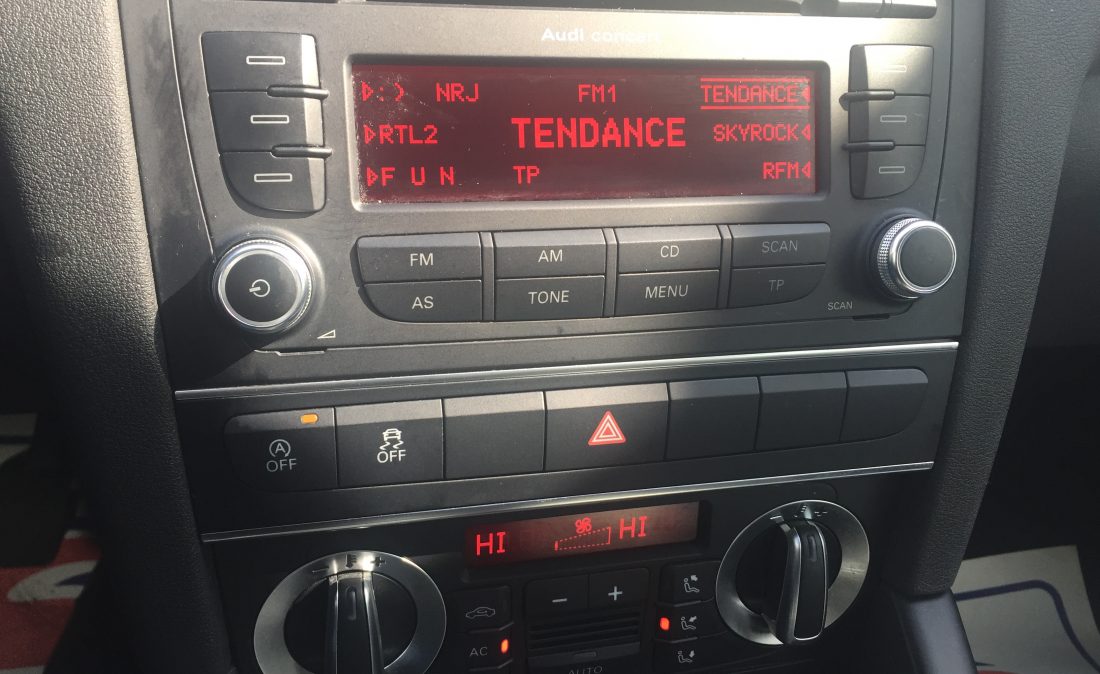 Audi concert
:) NRJ FM1 TENDANCE
RTL2 TENDANCE SKYROCK
F U N TP RFM
FM AM CD SCAN
AS TONE MENU TP
SCAN
A
OFF
OFF
HI HI
- +
AC
AUTO